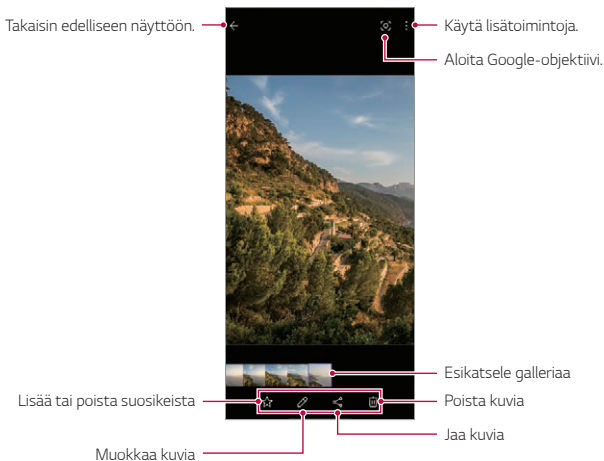 Takaisin edelliseen näyttöön.
Käytä lisätoimintoja.
Aloita Google-objektiivi.
Esikatsele galleriaa
Lisää tai poista suosikeista
Poista kuvia
Jaa kuvia
Muokkaa kuvia